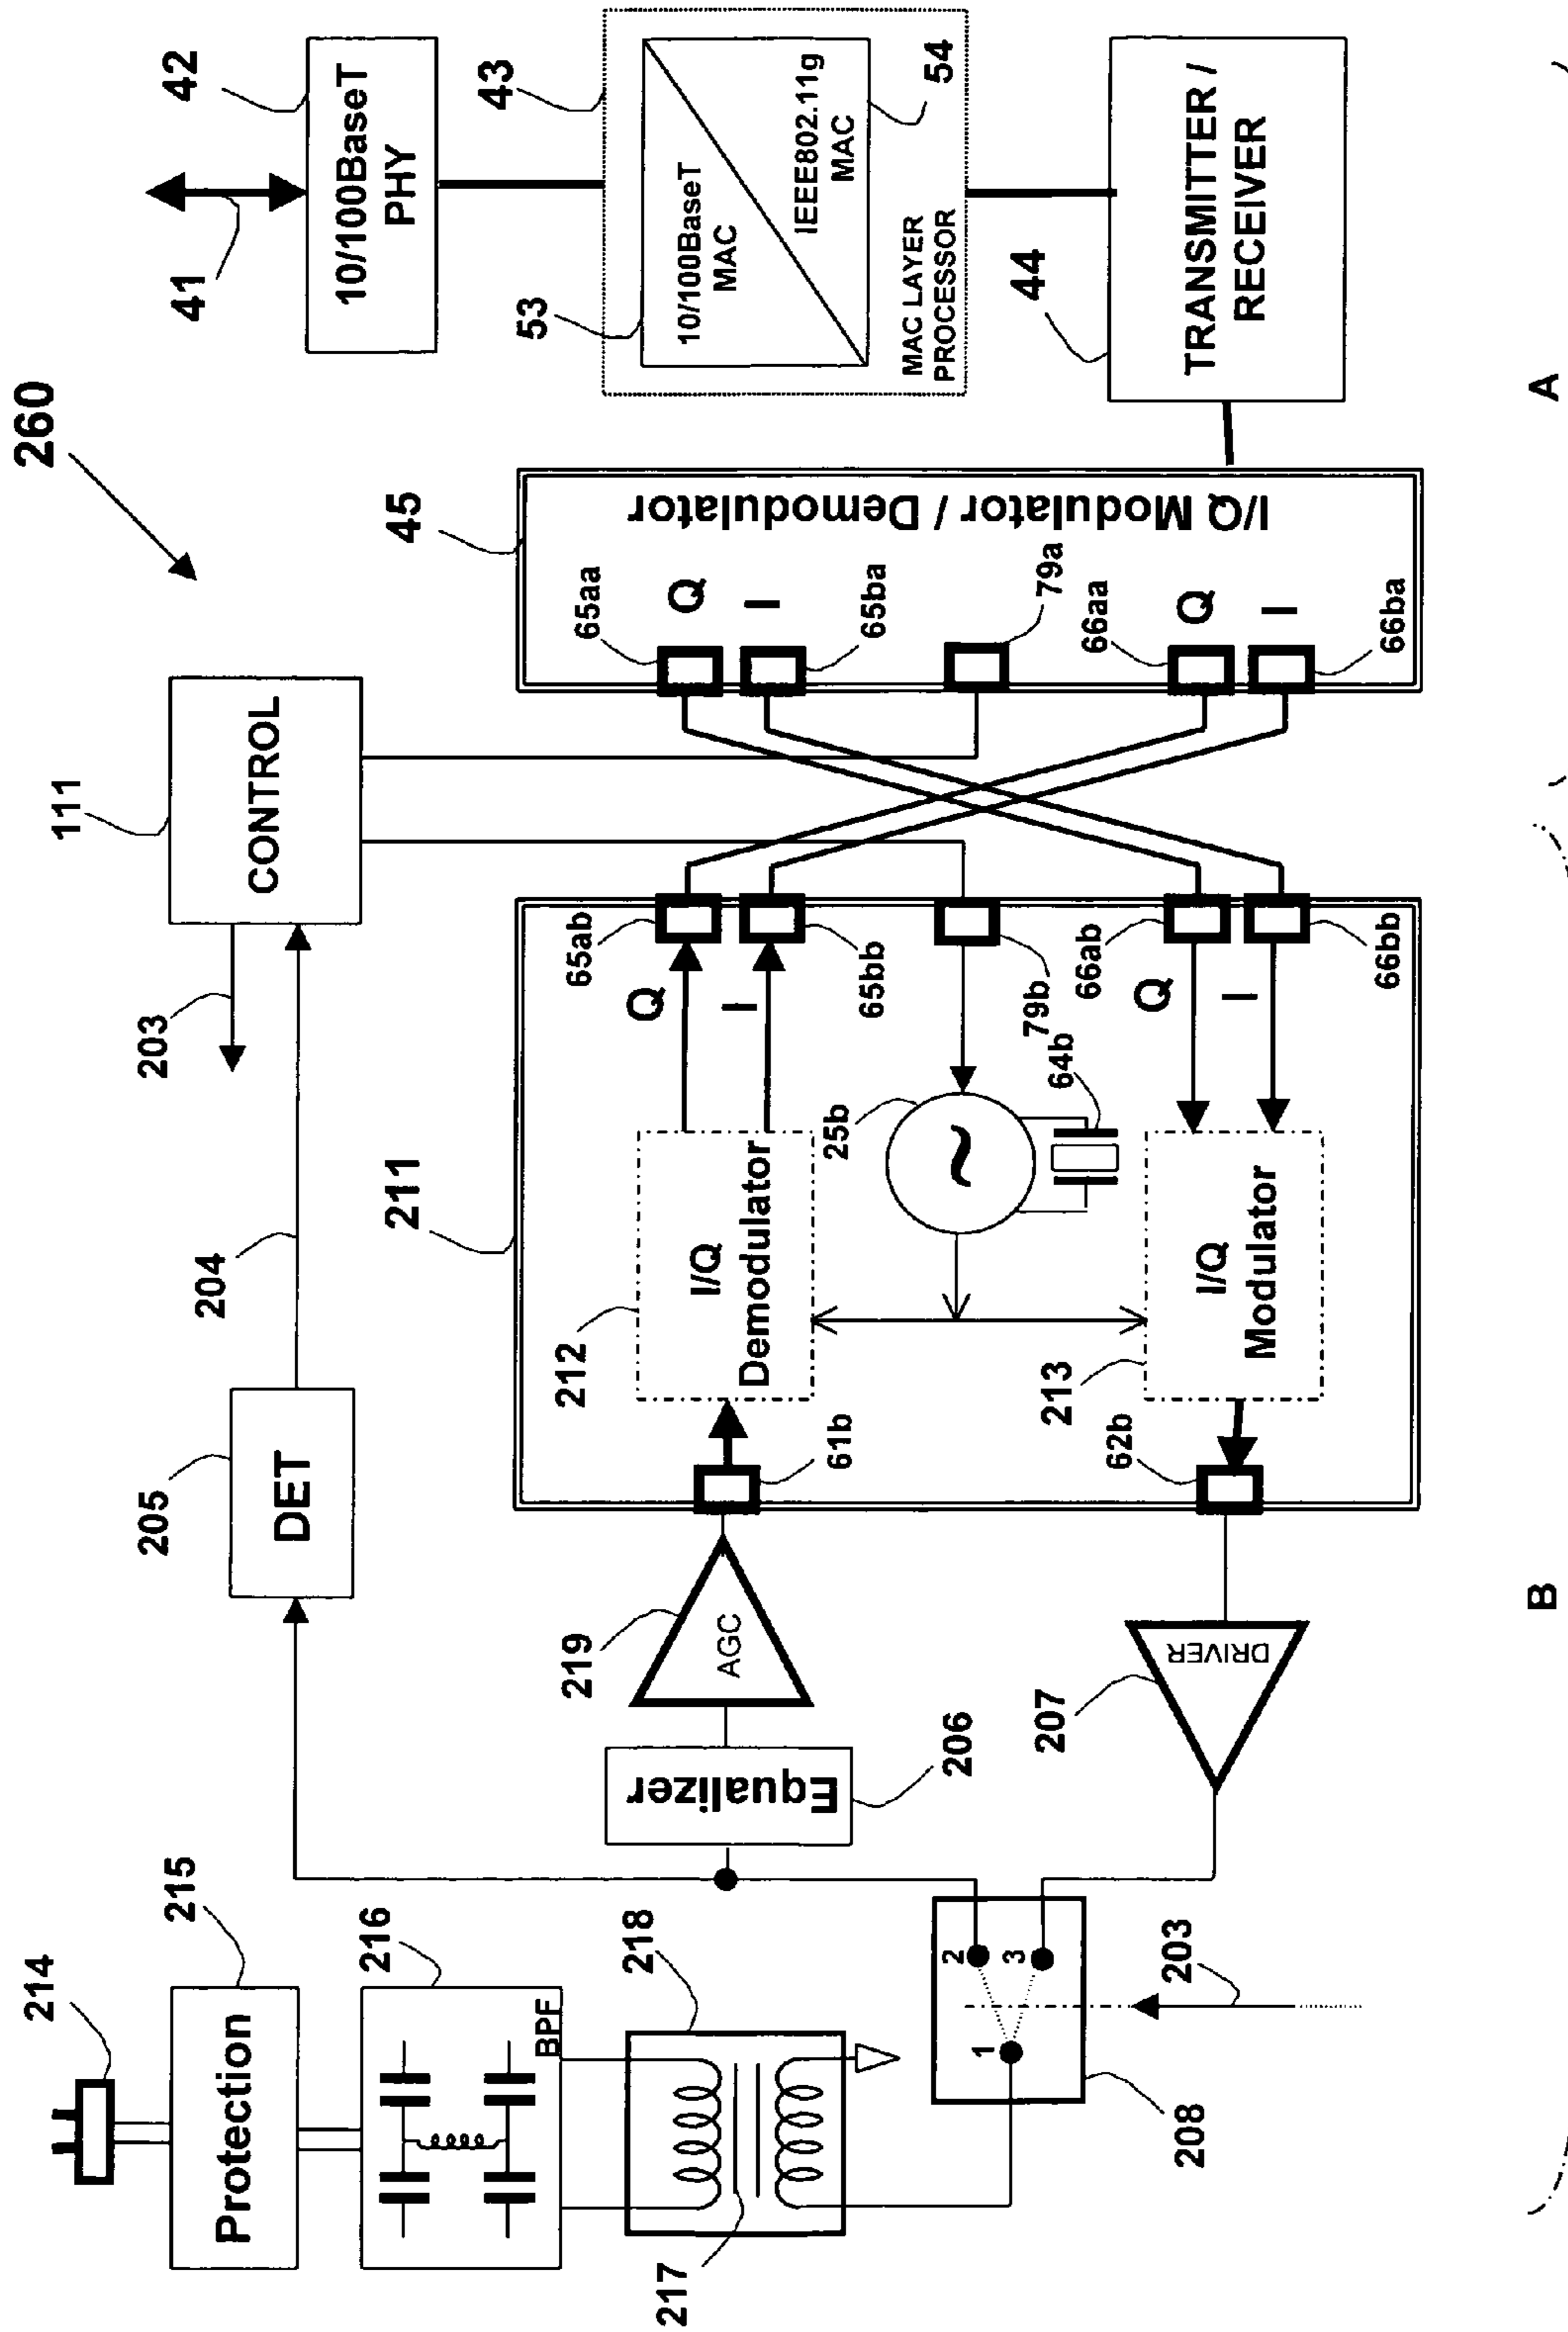 260
214
Protection
215
216
BPF
217
218
208
1
2
3
203
205
DET
204
203
111
CONTROL
Equalizer
206
219
AGC
207
DRIVER
211
61b
62b
212
I/Q
Demodulator
213
I/Q
Modulator
25b
64b
79b
65ab
Q
I
65bb
66ab
Q
I
66bb
45
I/Q Modulator / Demodulator
65aa
Q
I
65ba
79a
66aa
Q
I
66ba
41
42
10/100BaseT
PHY
43
53
10/100BaseT
MAC
IEEE802.11g
MAC
54
MAC LAYER
PROCESSOR
44
TRANSMITTER /
RECEIVER
B
A